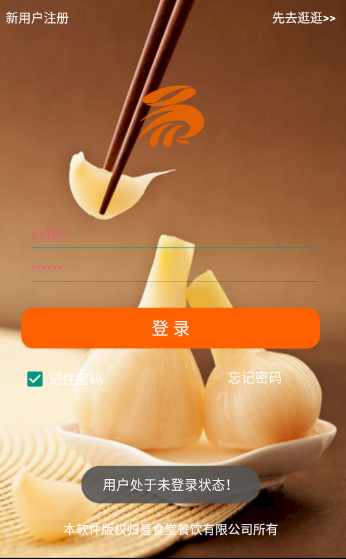 新用户注册
先去逛逛>>
syfen
••••••
登 录
记住密码
忘记密码
用户处于未登录状态！
本软件版权归易食堂餐饮有限公司所有